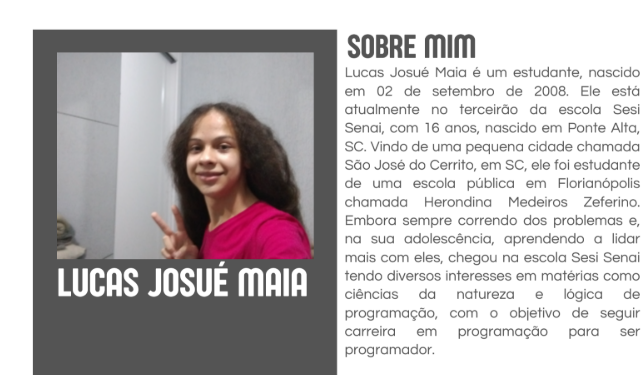 SOBRE MIM
Lucas Josué Maia é um estudante, nascido
em 02 de setembro de 2008. Ele está
atualmente no terceirão da escola Sesi
Senai, com 16 anos, nascido em Ponte Alta,
SC. Vindo de uma pequena cidade chamada
São José do Cerrito, em SC, ele foi estudante
de uma escola pública em Florianópolis
chamada Herondina Medeiros Zeferino.
Embora sempre correndo dos problemas e,
na sua adolescência, aprendendo a lidar
mais com eles, chegou na escola Sesi Senai
tendo diversos interesses em matérias como
ciências da natureza e lógica de
programação, com o objetivo de seguir
carreira em programação para ser
programador.
LUCAS JOSUÉ MAIA